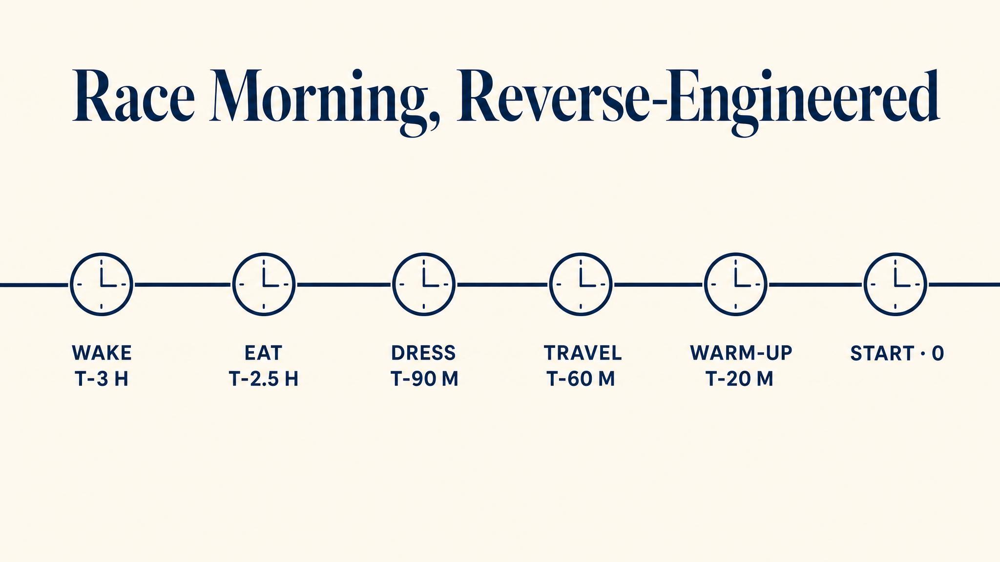 Race Morning, Reverse-Engineered
WAKE
T-3 H
EAT
T-2.5 H
DRESS
T-90 M
TRAVEL
T-60 M
WARM-UP
T-20 M
START · 0